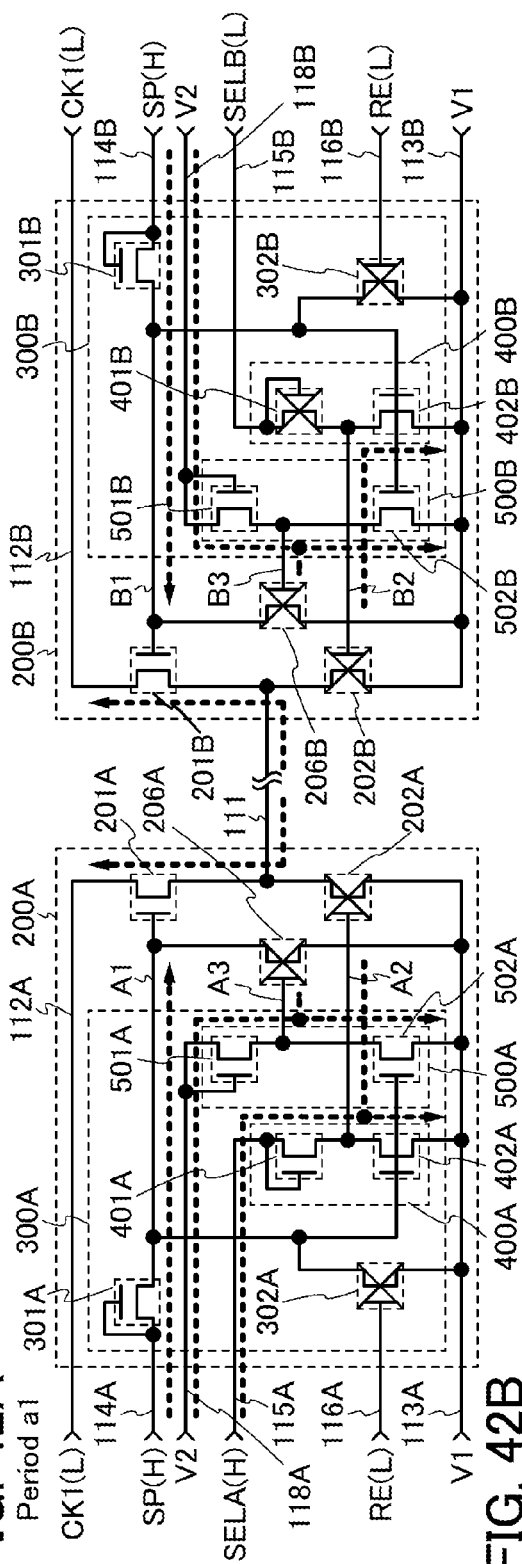 Period a1
200A
112A
300A
301A
CK1(L)
114A
SP(H)
V2
SELA(H)
118A
115A
116A
RE(L)
113A
V1
A1
A3
A2
501A
401A
302A
400A
402A
500A
502A
201A
206A
202A
111
200B
112B
300B
301B
CK1(L)
114B
SP(H)
V2
118B
SELB(L)
115B
116B
RE(L)
113B
V1
B1
B3
B2
501B
401B
302B
400B
402B
500B
502B
201B
206B
202B
FIG. 42B